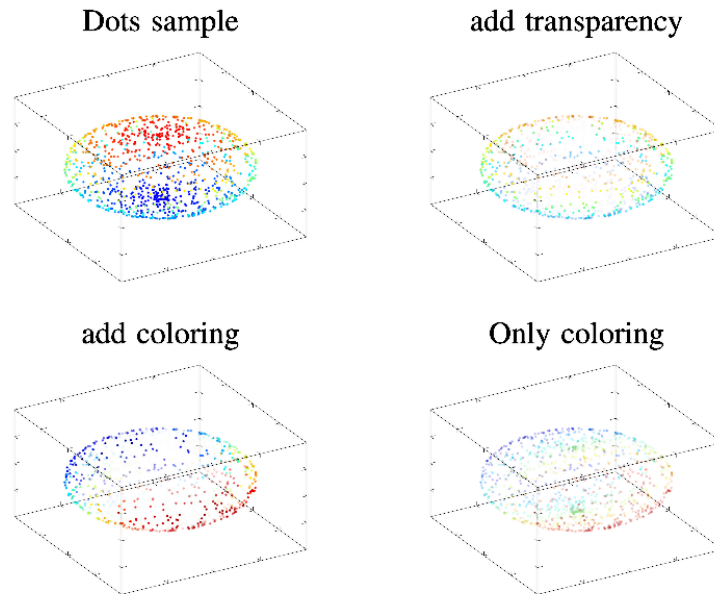 Dots sample
add transparency
add coloring
Only coloring